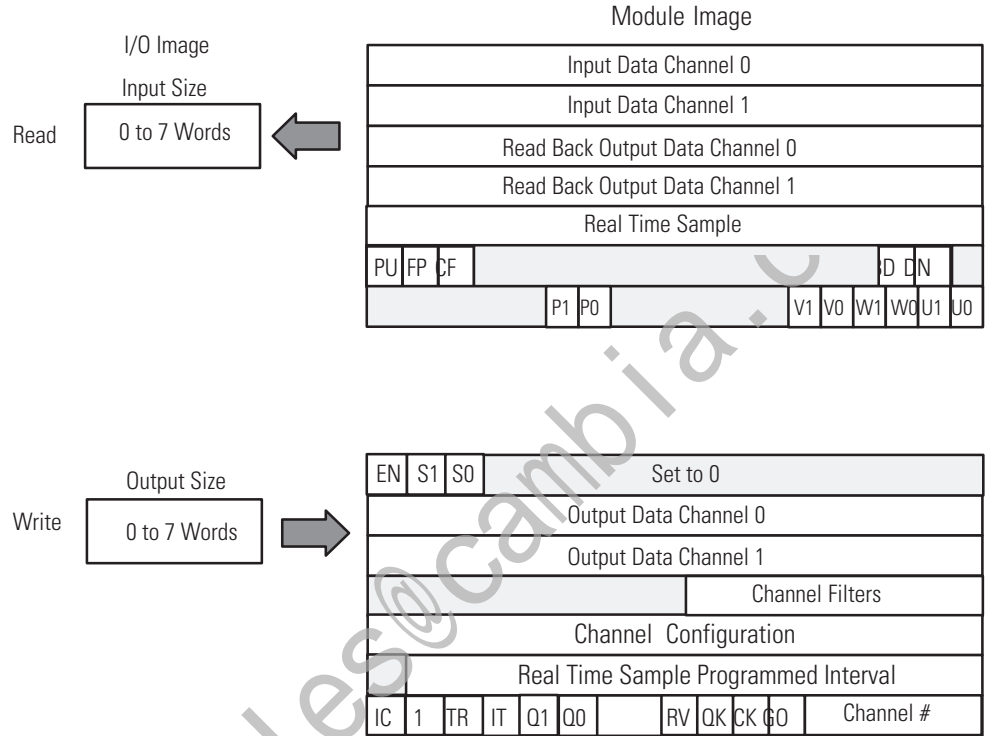 Module Image
I/O Image
Input Size
Read
0 to 7 Words
Input Data Channel 0
Input Data Channel 1
Read Back Output Data Channel 0
Read Back Output Data Channel 1
Real Time Sample
PU FP CF DN
P1 P0 V1 V0 W1 W0 U1 U0
Output Size
Write
0 to 7 Words
EN S1 S0 Set to 0
Output Data Channel 0
Output Data Channel 1
Channel Filters
Channel Configuration
Real Time Sample Programmed Interval
IC 1 TR IT Q1 Q0 RV QK CK GO Channel #
les@cambia.c